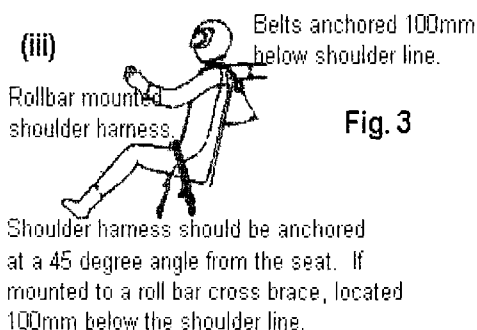 (iii)
Belts anchored 100mm
below shoulder line.
Rollbar mounted
shoulder harness.
Fig. 3
Shoulder harness should be anchored
at a 45 degree angle from the seat. If
mounted to a roll bar cross brace, located
100mm below the shoulder line.